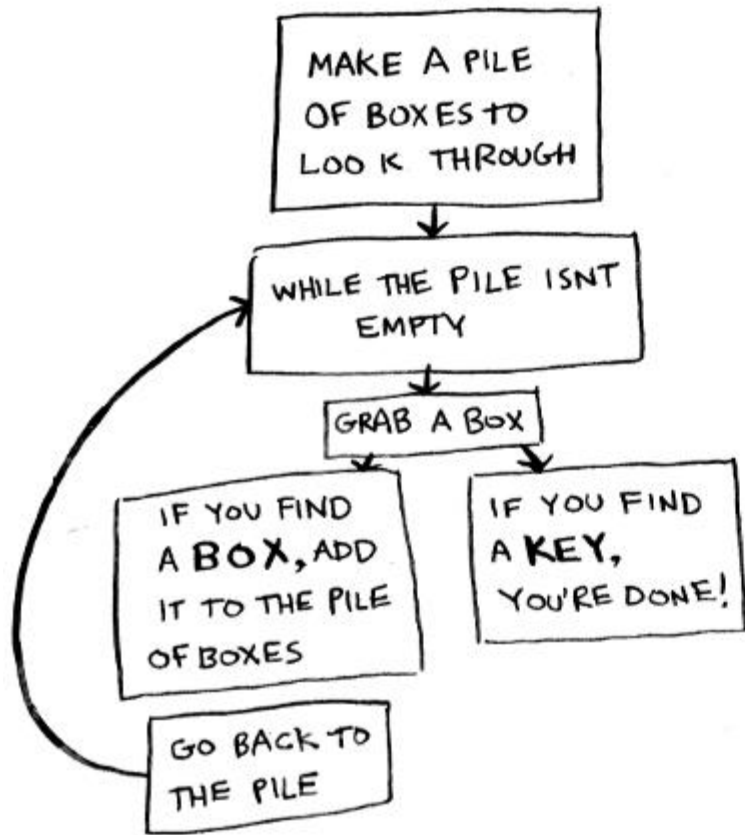 MAKE A PILE
OF BOXES TO
LOOK THROUGH
WHILE THE PILE ISNT
EMPTY
GRAB A BOX
IF YOU FIND
A BOX, ADD
IT TO THE PILE
OF BOXES
IF YOU FIND
A KEY,
YOU'RE DONE!
GO BACK TO
THE PILE